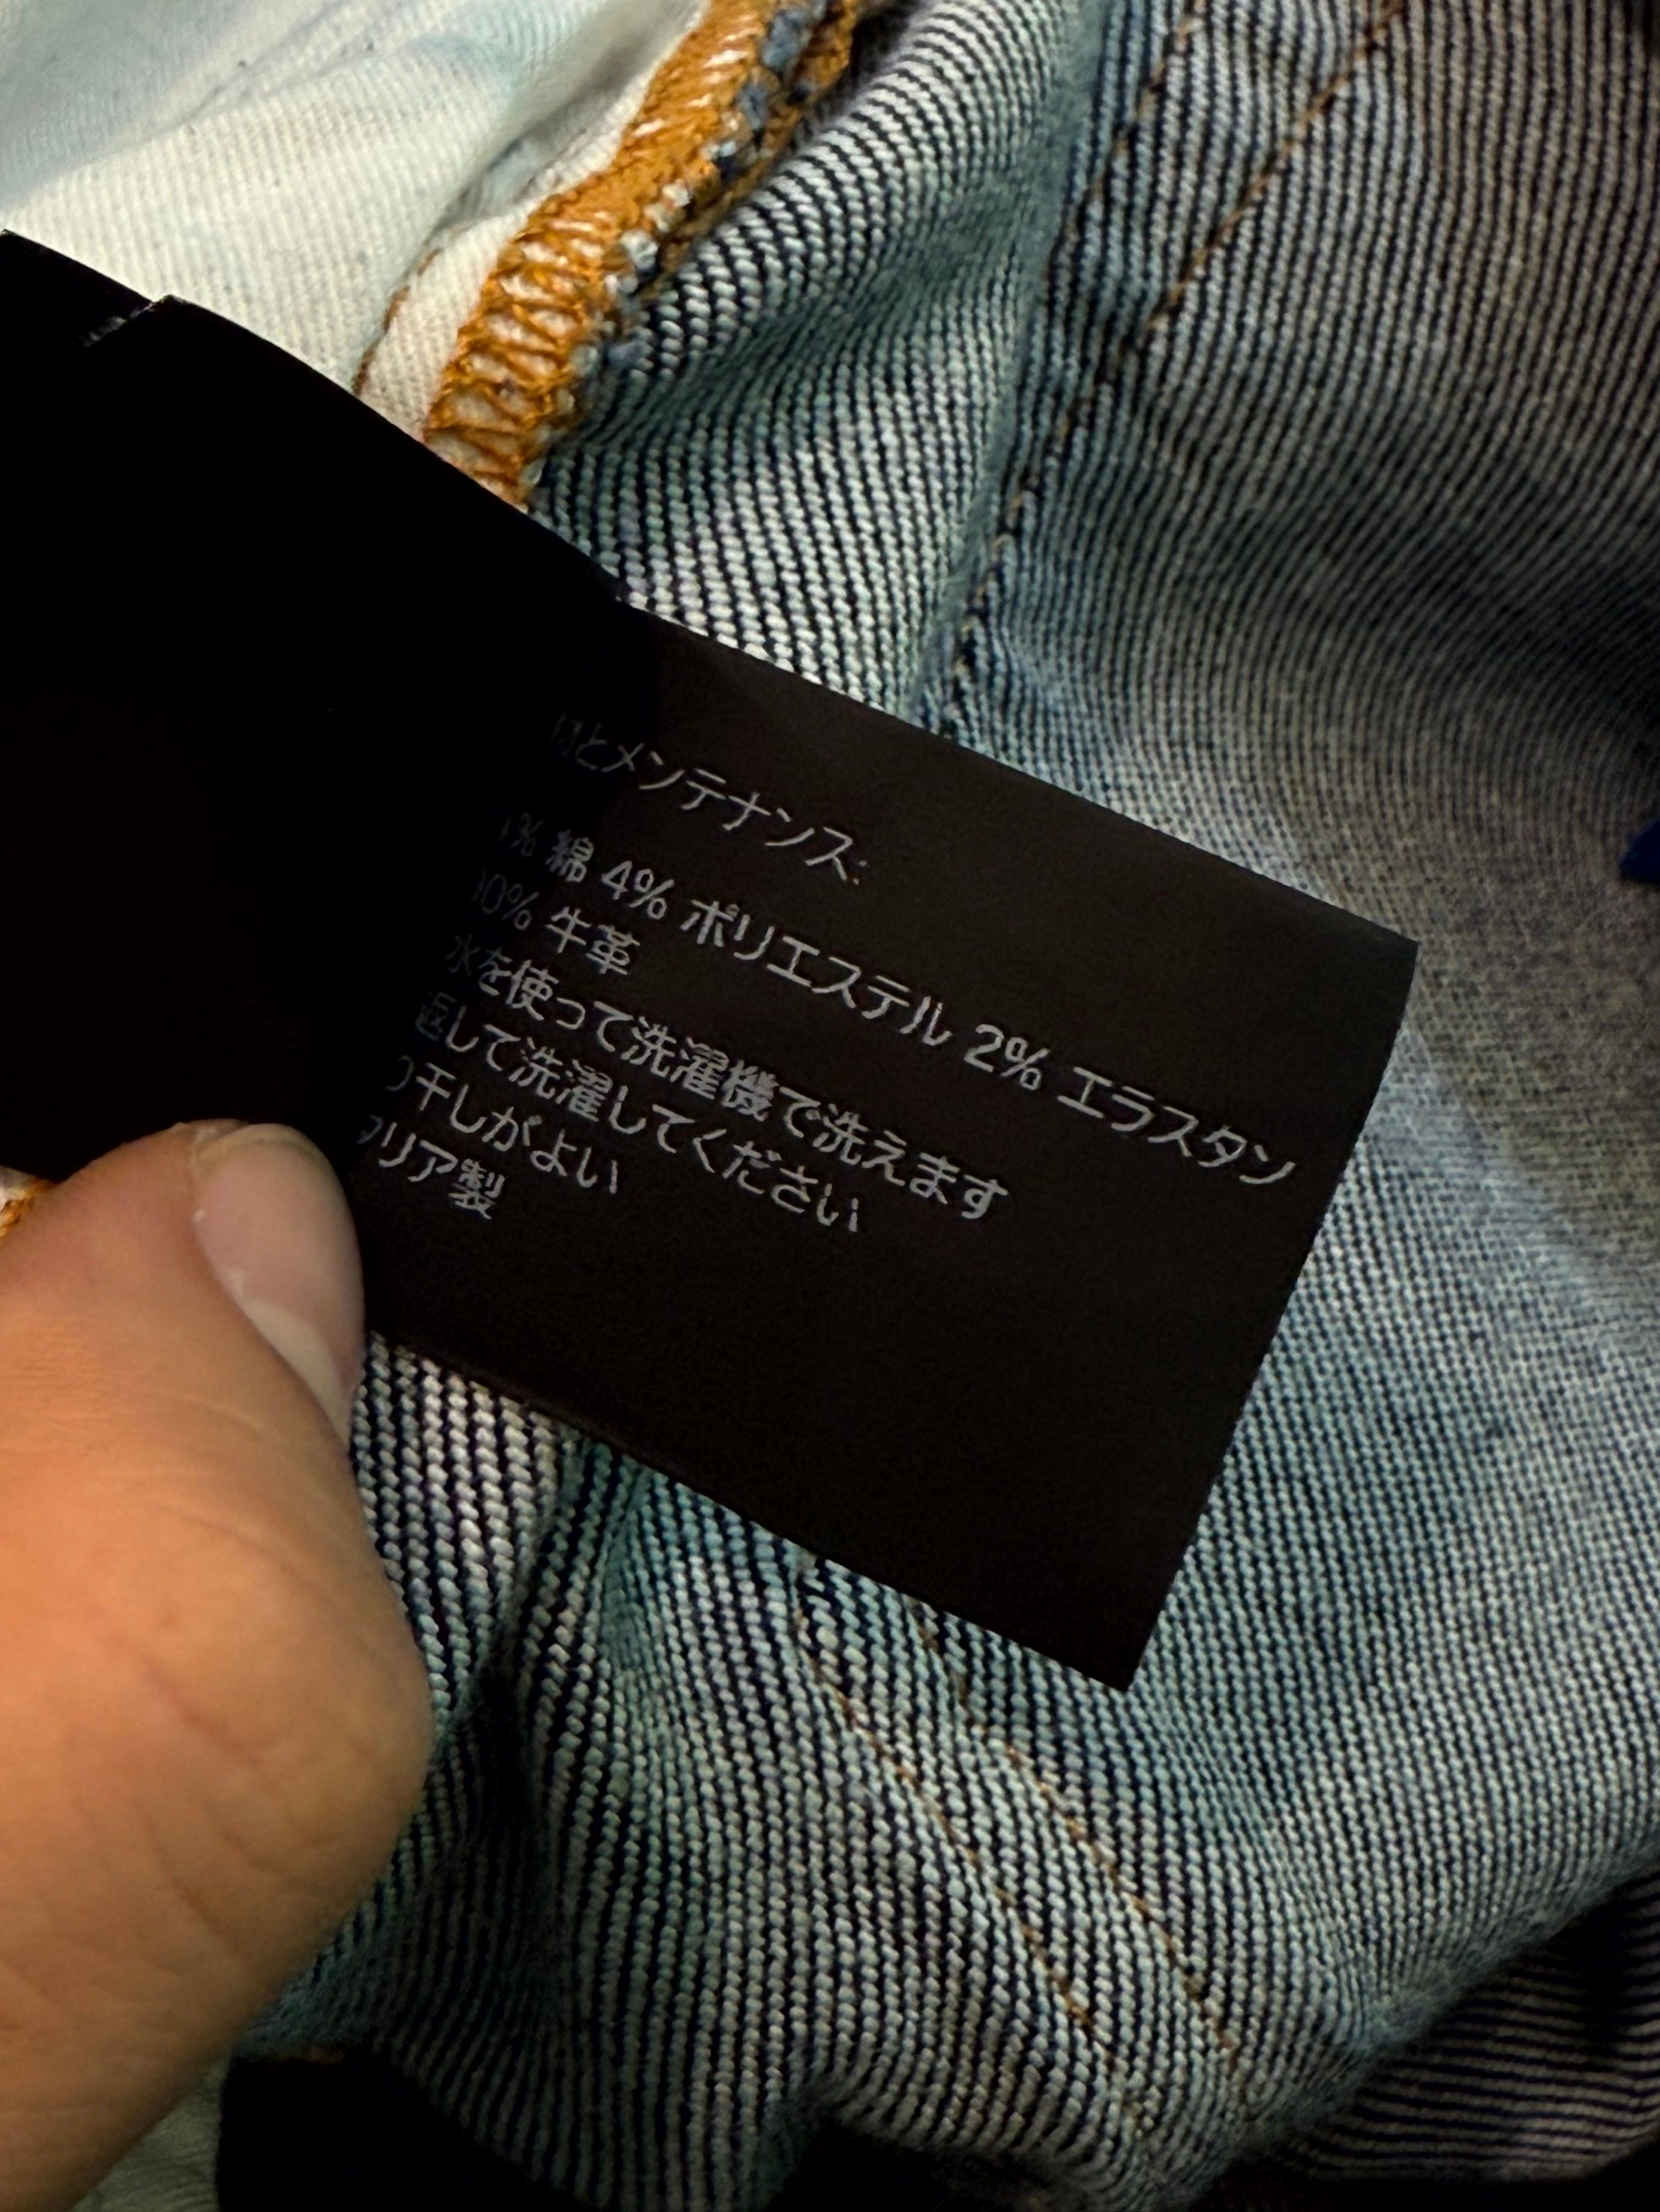 とメンテナンス:
% 綿 4% ポリエステル 2% エラスタン
00% 牛革
水を使って洗濯機で洗えます
返して洗濯してください
干しがよい
リア製